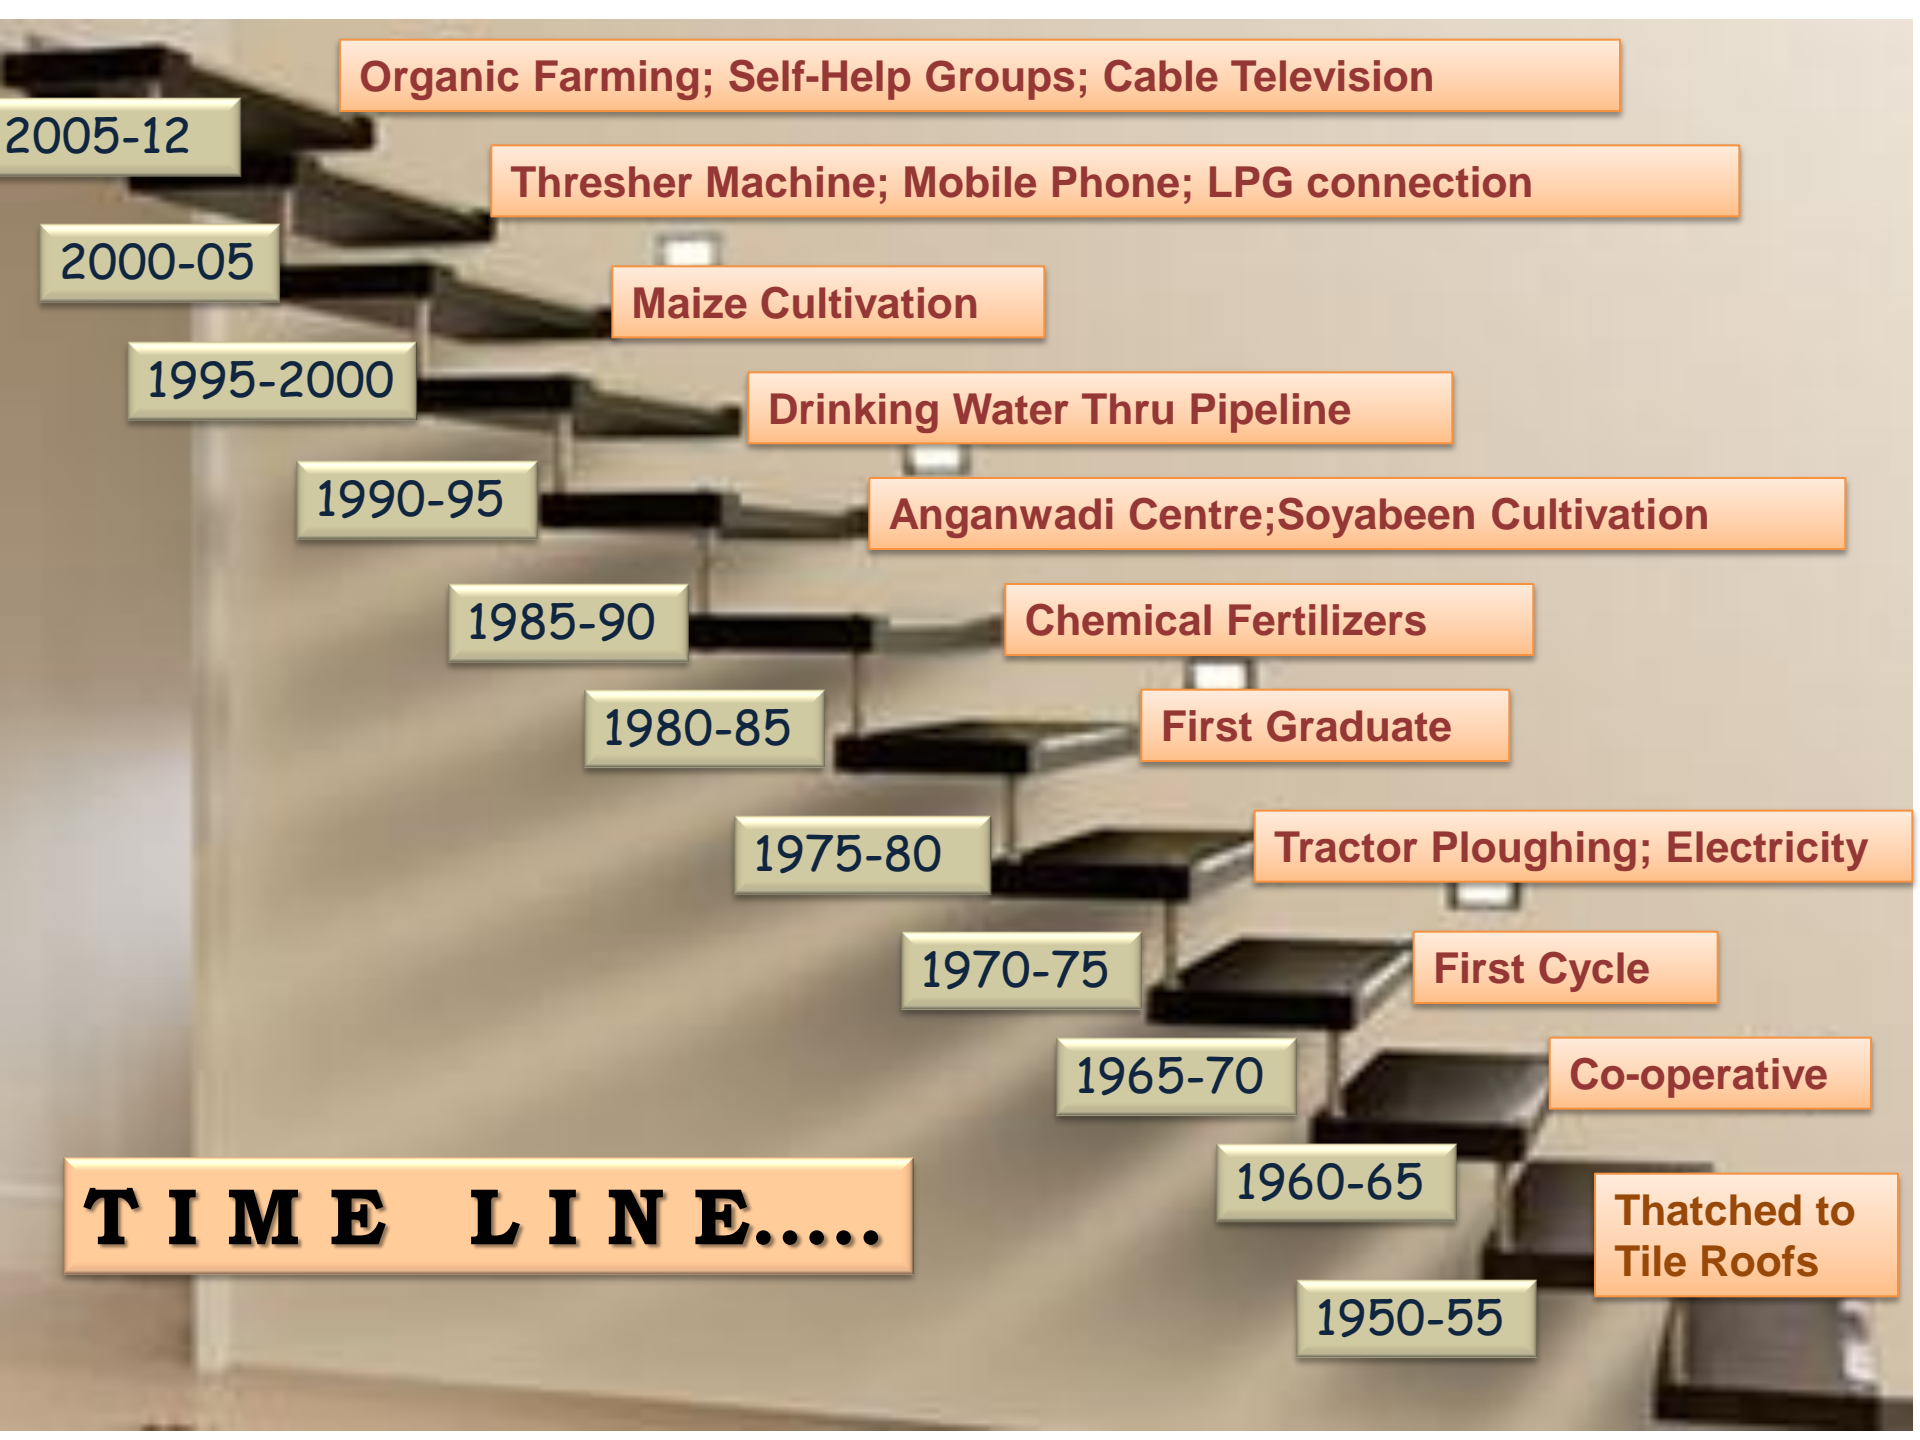 Organic Farming; Self-Help Groups; Cable Television
2005-12
Thresher Machine; Mobile Phone; LPG connection
2000-05
Maize Cultivation
1995-2000
Drinking Water Thru Pipeline
1990-95
Anganwadi Centre;Soyabeen Cultivation
1985-90
Chemical Fertilizers
1980-85
First Graduate
1975-80
Tractor Ploughing; Electricity
1970-75
First Cycle
1965-70
Co-operative
1960-65
Thatched to
Tile Roofs
1950-55
T I M E L I N E.....